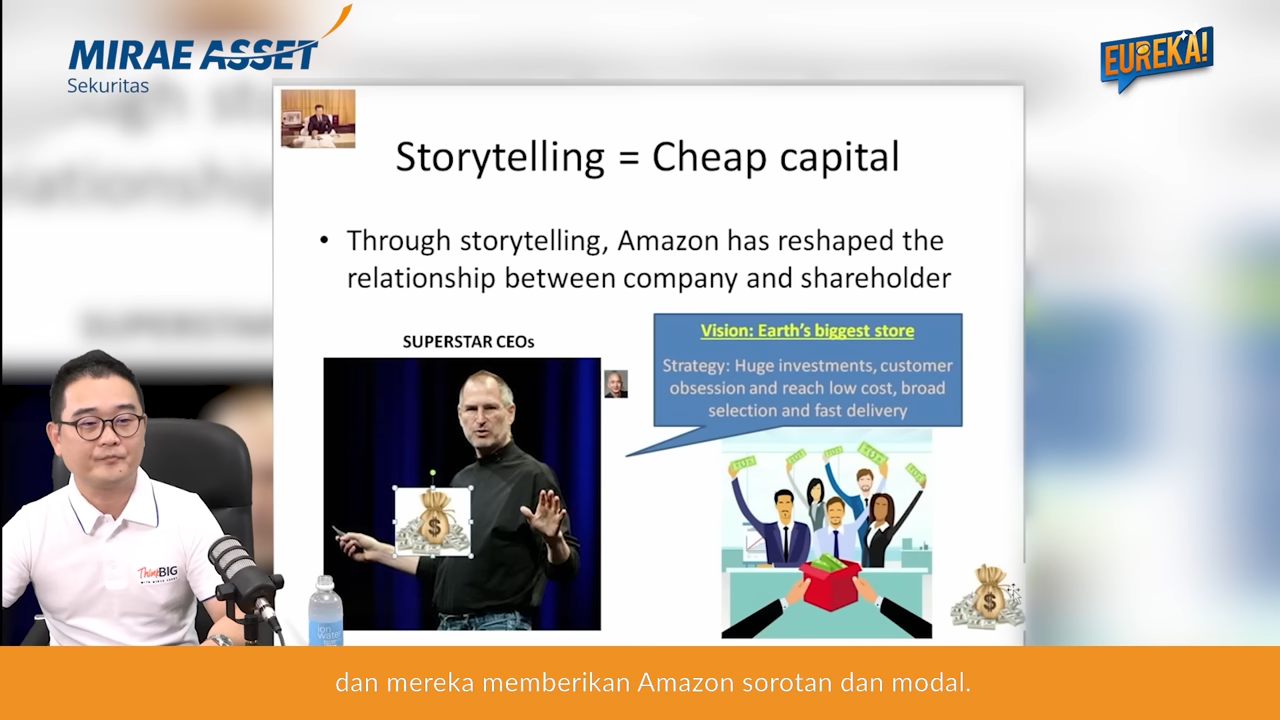 MIRAE ASSET
Sekuritas
EUREKA!
Storytelling = Cheap capital
• Through storytelling, Amazon has reshaped the
relationship between company and shareholder
SUPERSTAR CEOs
Vision: Earth's biggest store
Strategy: Huge investments, customer
obsession and reach low cost, broad
selection and fast delivery
$
$
ThinkBIG
ion
water
dan mereka memberikan Amazon sorotan dan modal.